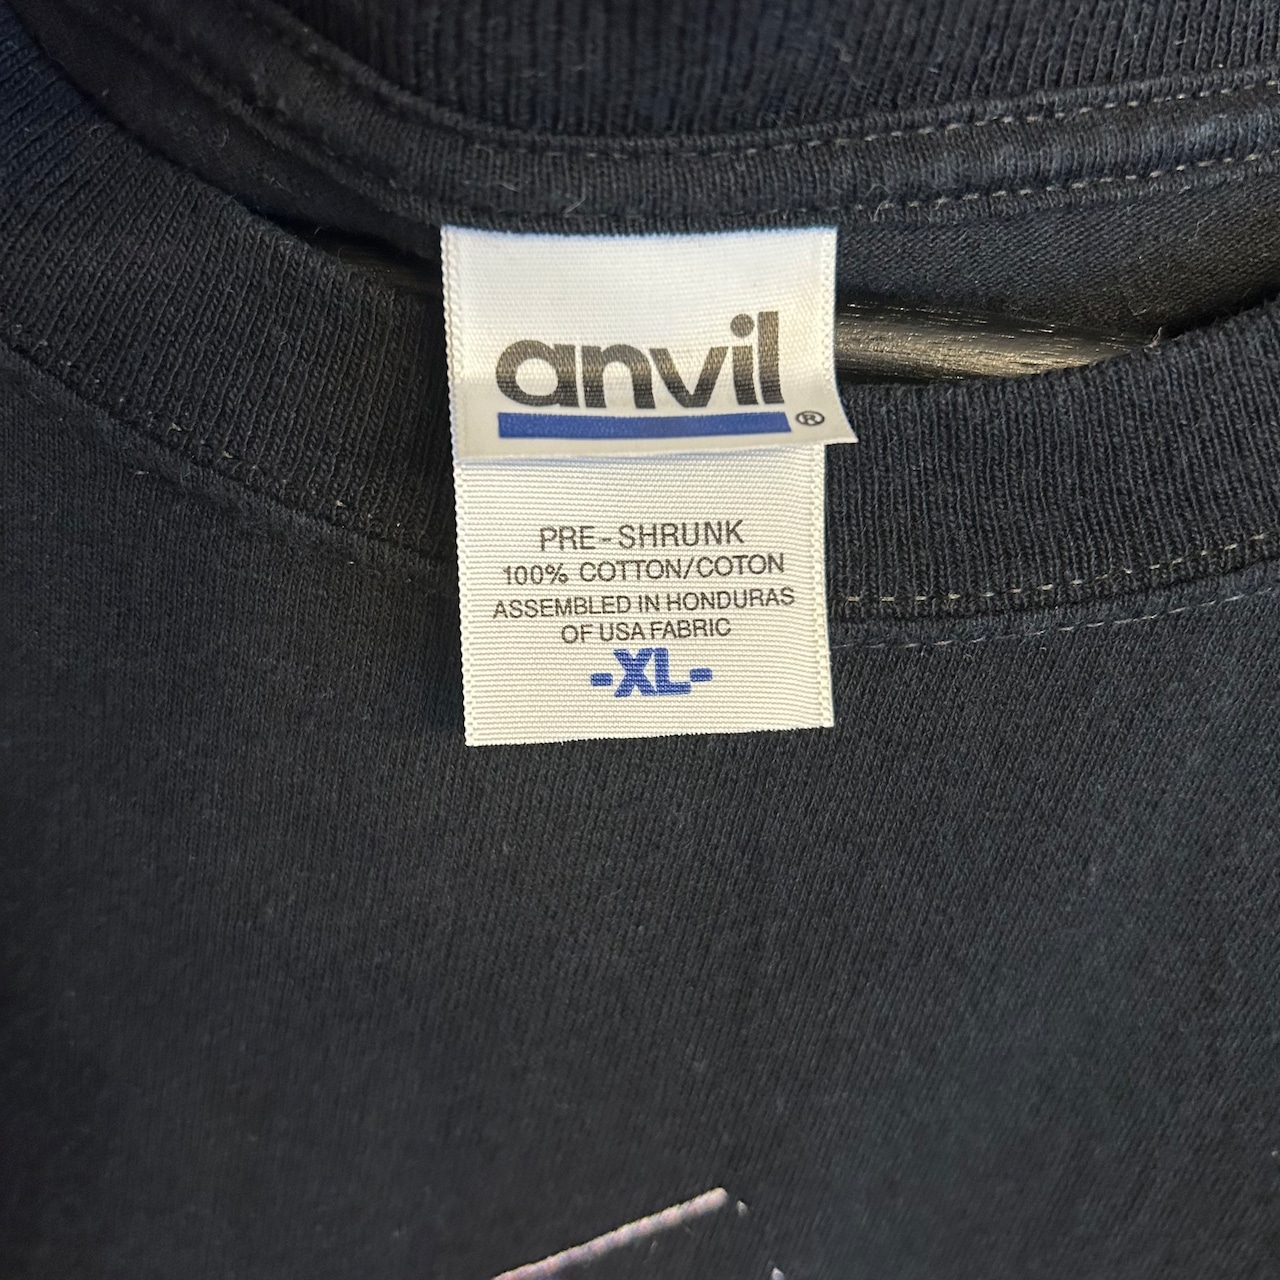 anvil®
PRE-SHRUNK
100% COTTON/COTON
ASSEMBLED IN HONDURAS
OF USA FABRIC
-XL-